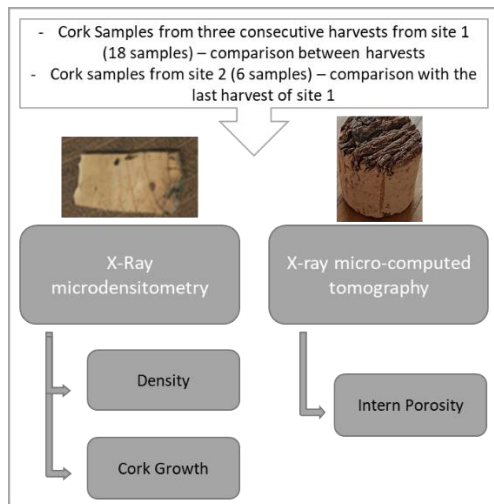 - Cork Samples from three consecutive harvests from site 1
(18 samples) – comparison between harvests
- Cork samples from site 2 (6 samples) – comparison with the
last harvest of site 1
X-Ray
microdensitometry
X-ray micro-computed
tomography
Density
Intern Porosity
Cork Growth